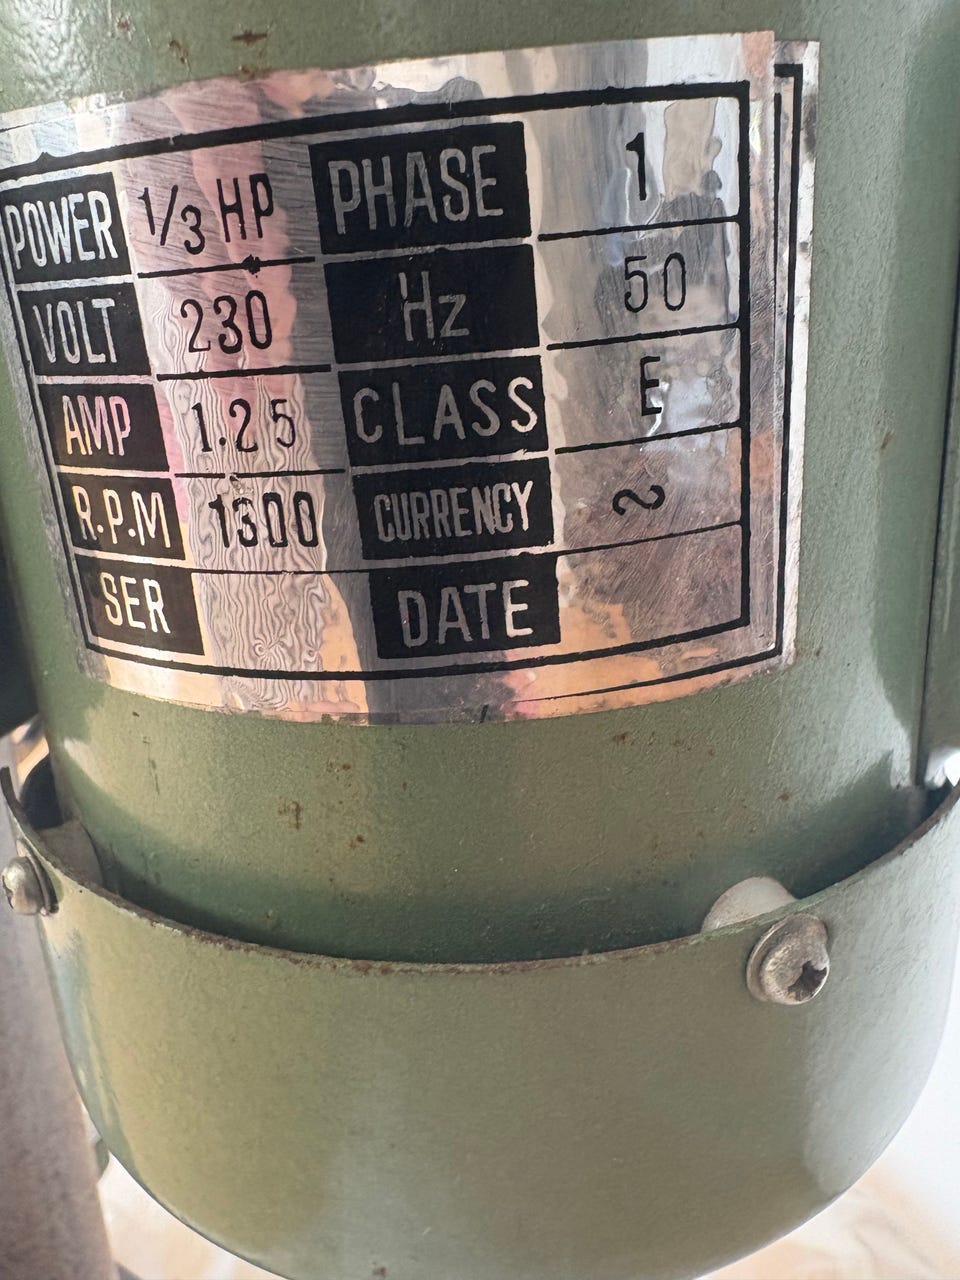 POWER 1/3 HP PHASE 1
VOLT 230 Hz 50
AMP 1.25 CLASS E
R.P.M 1300 CURRENCY ~
SER DATE